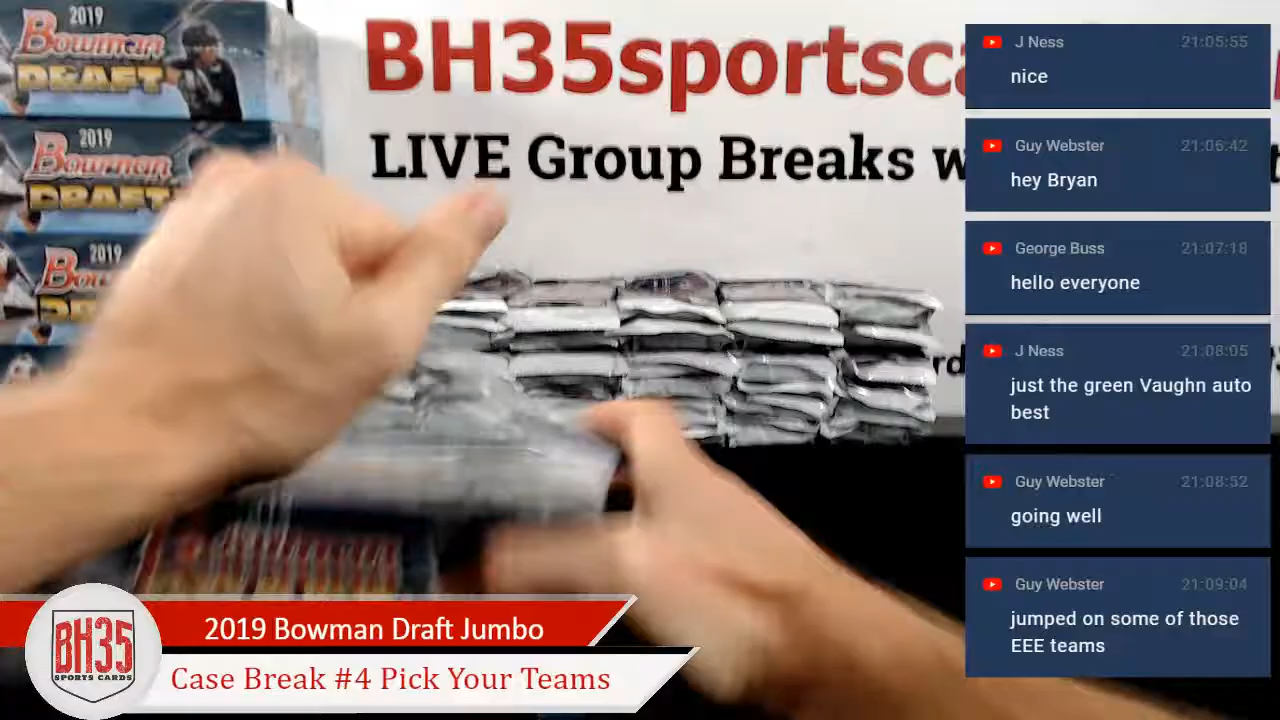 2019
Bowman
DRAFT
2019
Bowman
DRAFT
2019
BH35sportsca
LIVE Group Breaks w
J Ness 21:05:55
nice
Guy Webster 21:06:42
hey Bryan
George Buss 21:07:18
hello everyone
J Ness 21:08:05
just the green Vaughn auto
best
Guy Webster 21:08:52
going well
Guy Webster 21:09:04
jumped on some of those
EEE teams
BH35
SPORTS CARDS
2019 Bowman Draft Jumbo
Case Break #4 Pick Your Teams